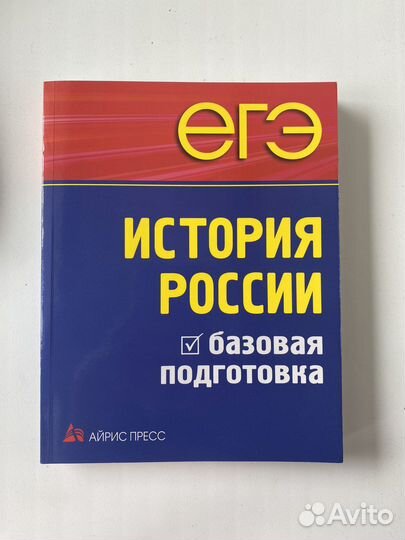 егэ
ИСТОРИЯ
РОССИИ
базовая
подготовка
АЙРИС ПРЕСС
Avito